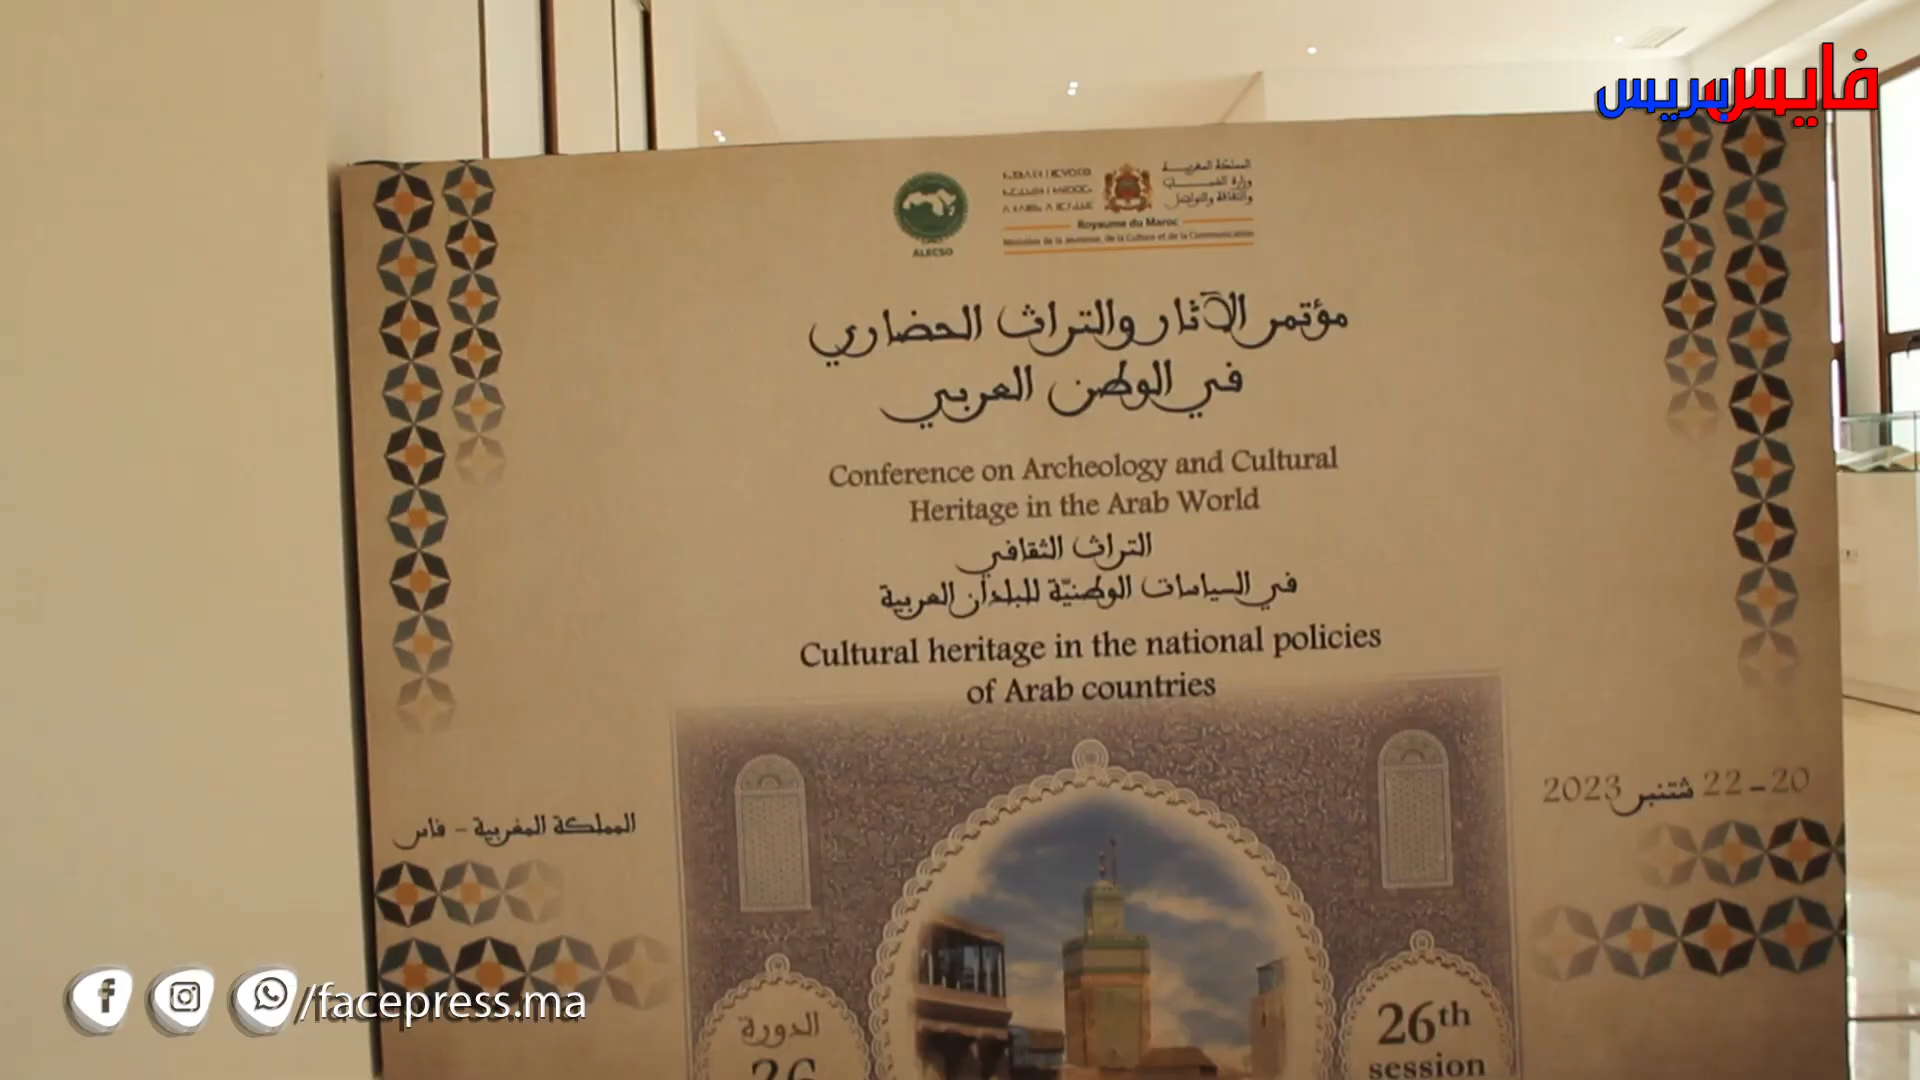 فايس بريس
المملكة المغربية
وزارة الشباب
والثقافة والتواصل
Royaume du Maroc
Ministère de la Jeunesse, de la Culture et de la Communication
ALECSO
مؤتمر الآثار والتراث الحضاري
في الوطن العربي
Conference on Archeology and Cultural
Heritage in the Arab World
التراث الثقافي
في السياسات الوطنيّة للبلدان العربية
Cultural heritage in the national policies
of Arab countries
20 - 22 شتنبر 2023
المملكة المغربية - فاس
الدورة
26
26th
session
/facepress.ma